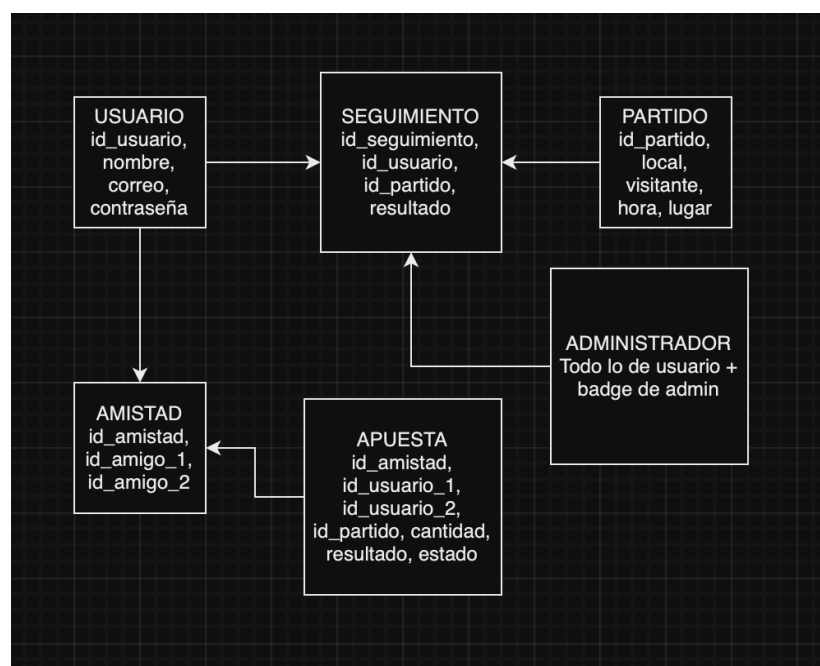 USUARIO
id_usuario,
nombre,
correo,
contraseña
SEGUIMIENTO
id_seguimiento,
id_usuario,
id_partido,
resultado
PARTIDO
id_partido,
local,
visitante,
hora, lugar
ADMINISTRADOR
Todo lo de usuario +
badge de admin
AMISTAD
id_amistad,
id_amigo_1,
id_amigo_2
APUESTA
id_amistad,
id_usuario_1,
id_usuario_2,
id_partido, cantidad,
resultado, estado